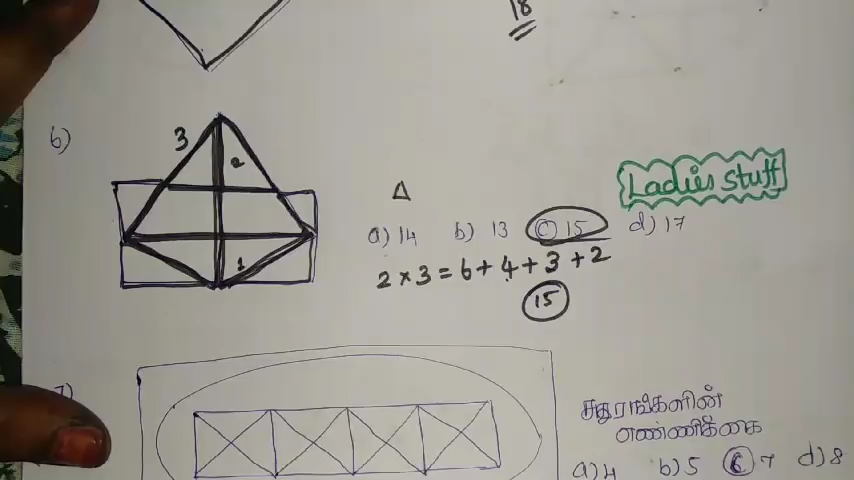 18
6)
3
2
1
Δ
Ladies stuff
a) 14 b) 13 c) 15 d) 17
2 × 3 = 6 + 4 + 3 + 2
15
7)
சதுரங்களின்
எண்ணிக்கை
a) 4 b) 5 c 7 d) 8